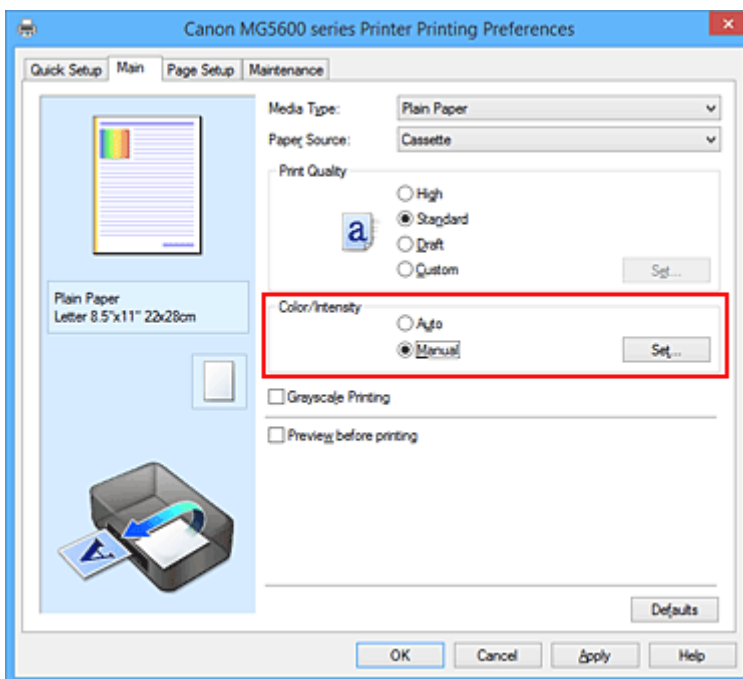 Canon MG5600 series Printer Printing Preferences
Quick Setup Main Page Setup Maintenance
Media Type: Plain Paper
Paper Source: Cassette
Print Quality
High
a Standard
Draft
Custom Set...
Plain Paper
Letter 8.5"x11" 22x28cm
Color/Intensity
Auto
Manual Set...
Grayscale Printing
Preview before printing
A
Defaults
OK Cancel Apply Help